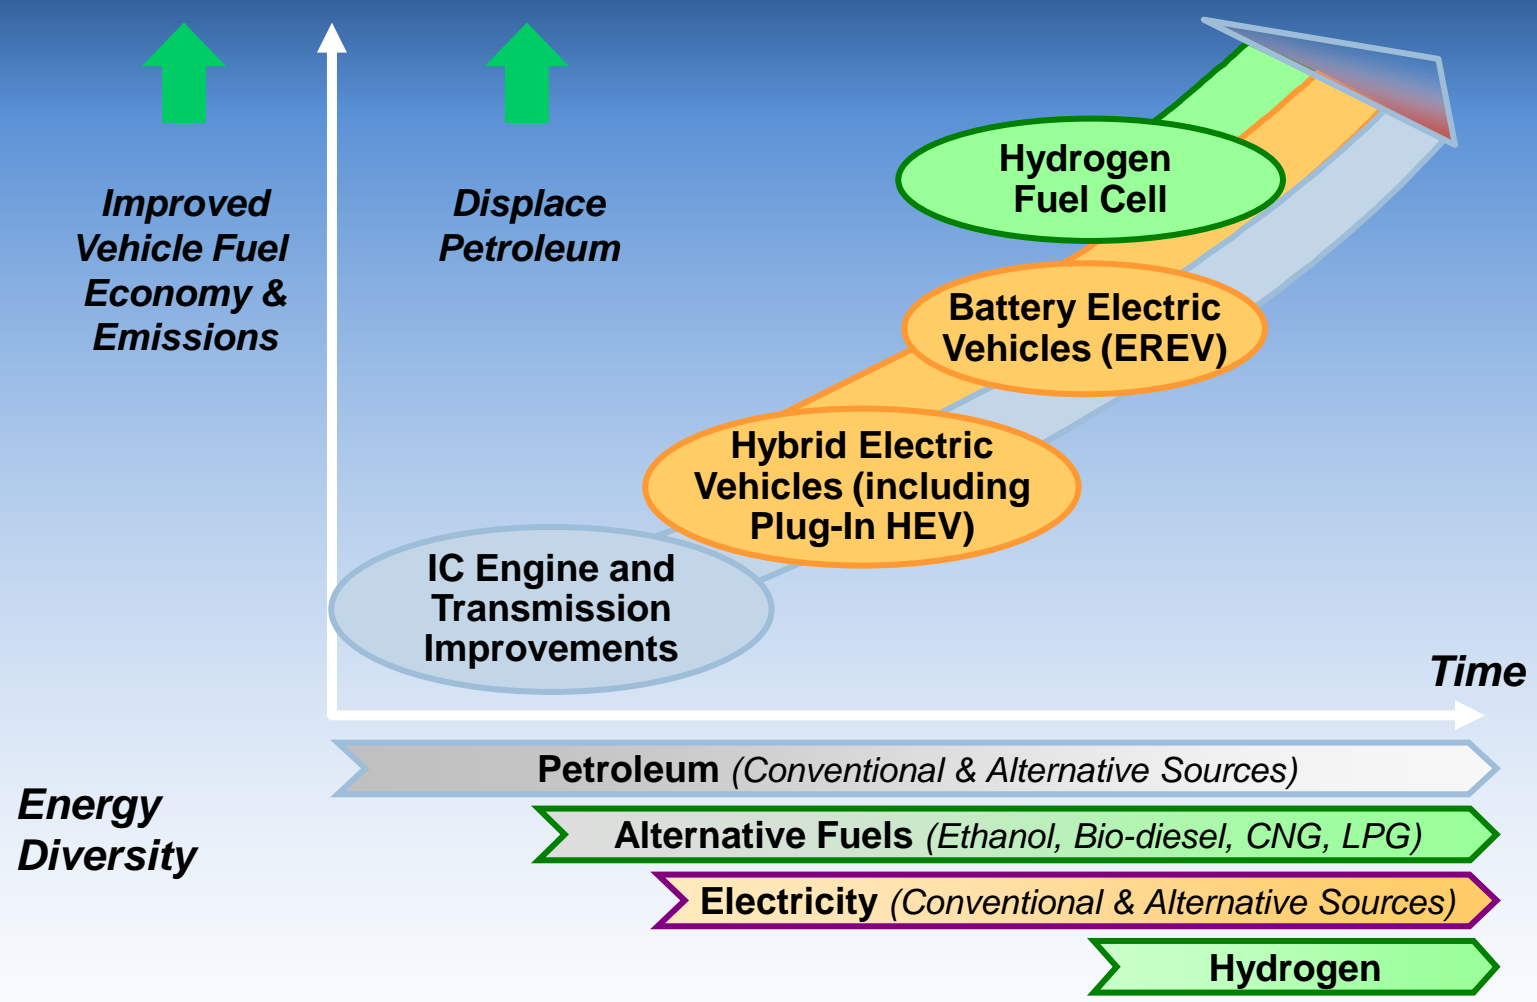 Improved
Vehicle Fuel
Economy &
Emissions
Displace
Petroleum
Hydrogen
Fuel Cell
Battery Electric
Vehicles (EREV)
Hybrid Electric
Vehicles (including
Plug-In HEV)
IC Engine and
Transmission
Improvements
Time
Energy
Diversity
Petroleum (Conventional & Alternative Sources)
Alternative Fuels (Ethanol, Bio-diesel, CNG, LPG)
Electricity (Conventional & Alternative Sources)
Hydrogen